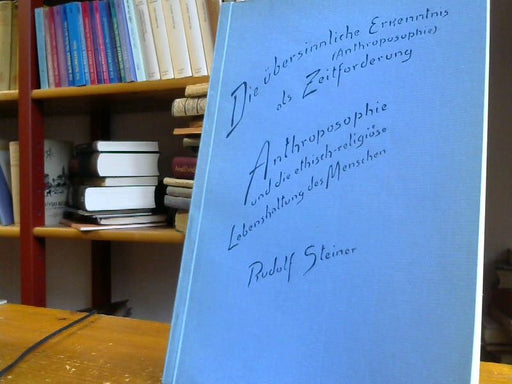 Die übersinnliche Erkenntnis
(Anthroposophie)
als Zeitforderung
Anthroposophie
und die ethisch-religiöse
Lebenshaltung des Menschen
Rudolf Steiner